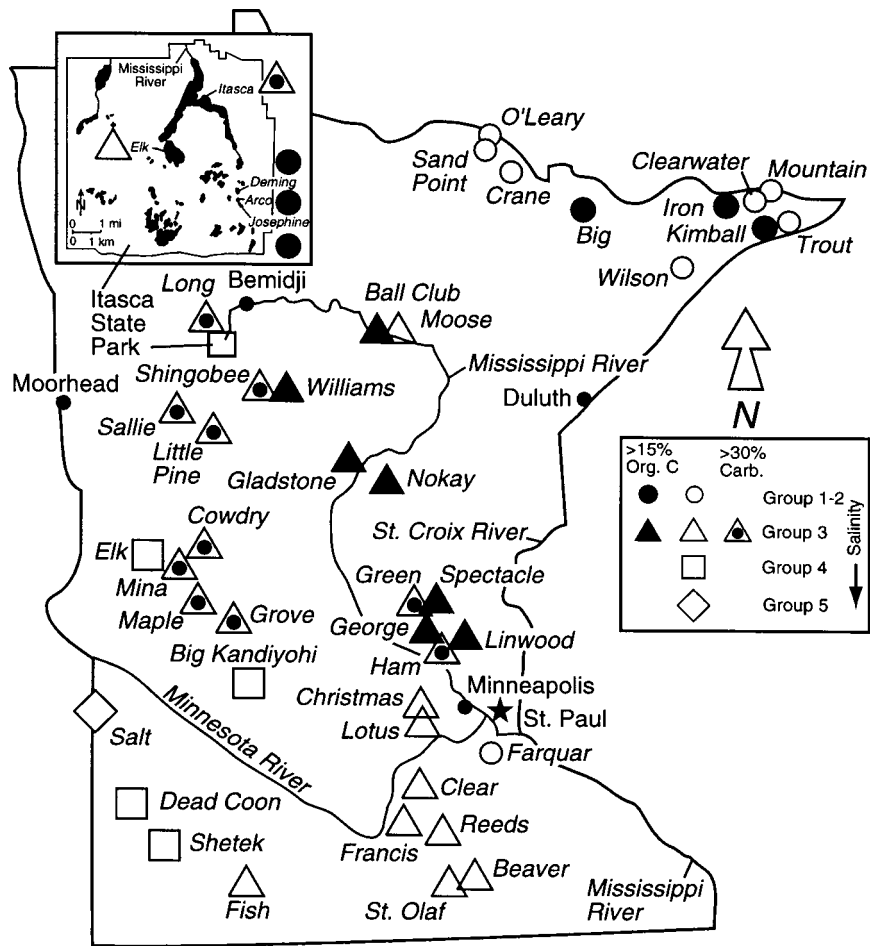 Mississippi
River
Itasca
Elk
Deming
Arco
Josephine
N
0 1 mi
0 1 km
O'Leary
Sand
Point
Crane
Clearwater
Mountain
Big
Iron
Kimball
Trout
Wilson
Itasca
State
Park
Long
Bemidji
Ball Club
Moose
Mississippi River
Moorhead
Shingobee
Williams
Duluth
N
Sallie
Little
Pine
Gladstone
Nokay
>15%
Org. C
>30%
Carb.
Group 1-2
Group 3
Group 4
Group 5
Salinity
Cowdry
St. Croix River
Elk
Mina
Maple
Grove
Green
Spectacle
George
Linwood
Ham
Big Kandiyohi
Christmas
Minneapolis
Lotus
St. Paul
Salt
Minnesota River
Farquar
Dead Coon
Clear
Shetek
Francis
Reeds
Fish
St. Olaf
Beaver
Mississippi
River